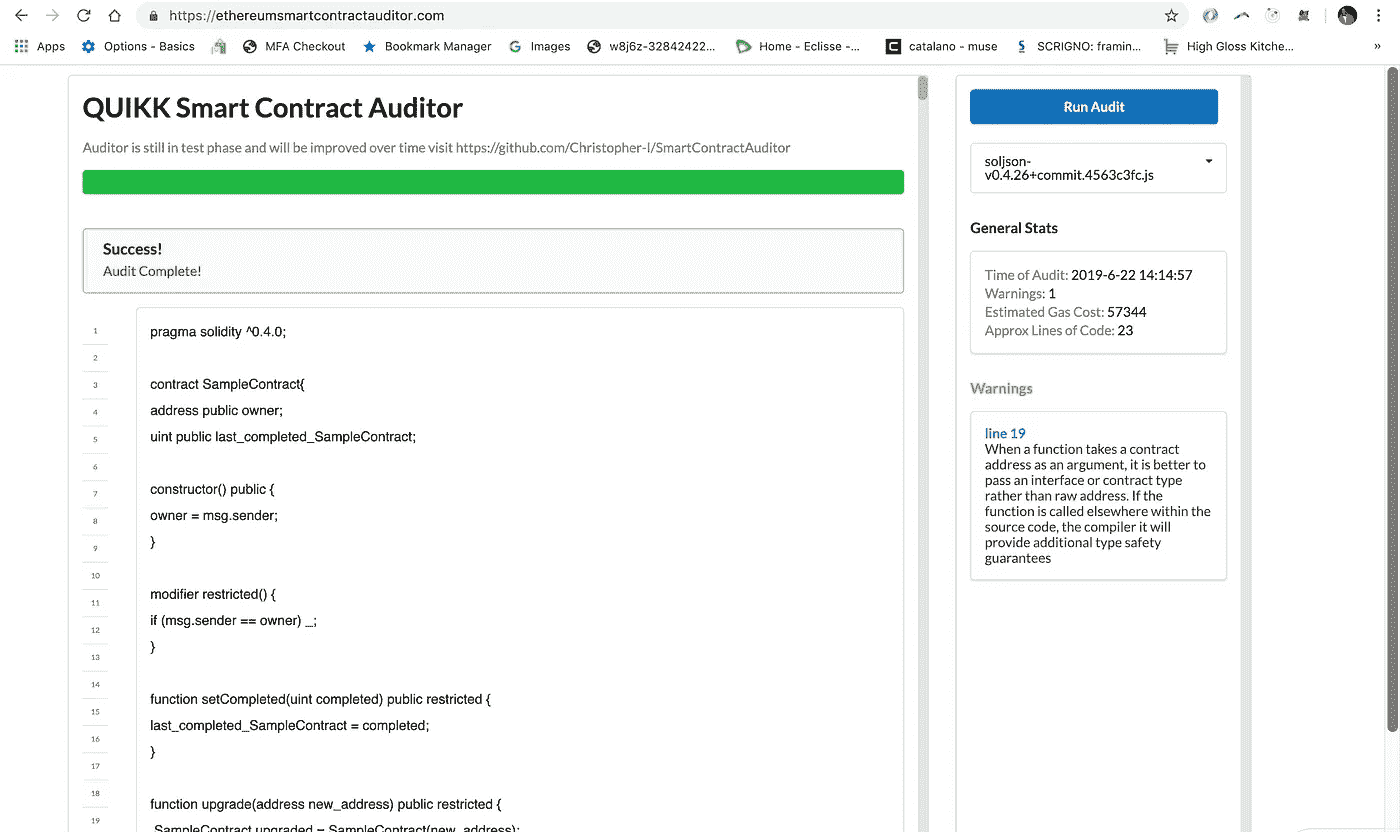 https://ethereumsmartcontractauditor.com
Apps
Options - Basics
MFA Checkout
Bookmark Manager
Images
w8j6z-32842422...
Home - Eclisse -...
catalano - muse
SCRIGNO: framin...
High Gloss Kitche...
»
QUIKK Smart Contract Auditor
Auditor is still in test phase and will be improved over time visit https://github.com/Christopher-I/SmartContractAuditor
Success!
Audit Complete!
1 pragma solidity ^0.4.0;
2
3 contract SampleContract{
4 address public owner;
5 uint public last_completed_SampleContract;
6
7 constructor() public {
8 owner = msg.sender;
9 }
10
11 modifier restricted() {
12 if (msg.sender == owner) _;
13 }
14
15 function setCompleted(uint completed) public restricted {
16 last_completed_SampleContract = completed;
17 }
18
19 function upgrade(address new_address) public restricted {
SampleContract upgraded = SampleContract(new_address);
Run Audit
soljson-
v0.4.26+commit.4563c3fc.js
General Stats
Time of Audit: 2019-6-22 14:14:57
Warnings: 1
Estimated Gas Cost: 57344
Approx Lines of Code: 23
Warnings
line 19
When a function takes a contract
address as an argument, it is better to
pass an interface or contract type
rather than raw address. If the
function is called elsewhere within the
source code, the compiler it will
provide additional type safety
guarantees